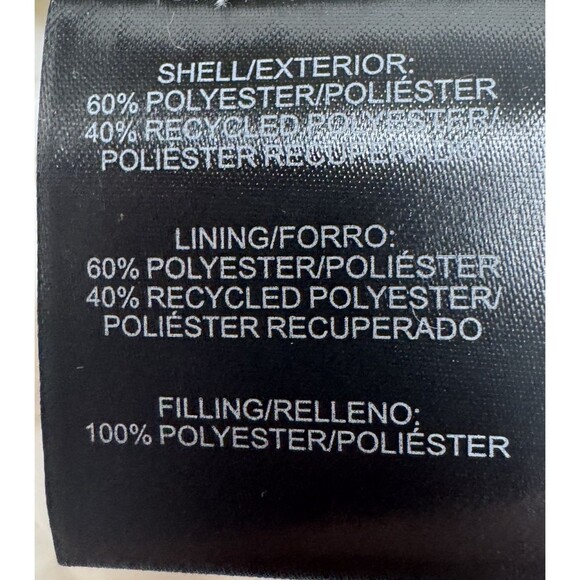 SHELL/EXTERIOR:
60% POLYESTER/POLIÉSTER
40% RECYCLED POLYESTER/
POLIÉSTER RECUPERADO
LINING/FORRO:
60% POLYESTER/POLIÉSTER
40% RECYCLED POLYESTER/
POLIÉSTER RECUPERADO
FILLING/RELLENO:
100% POLYESTER/POLIÉSTER